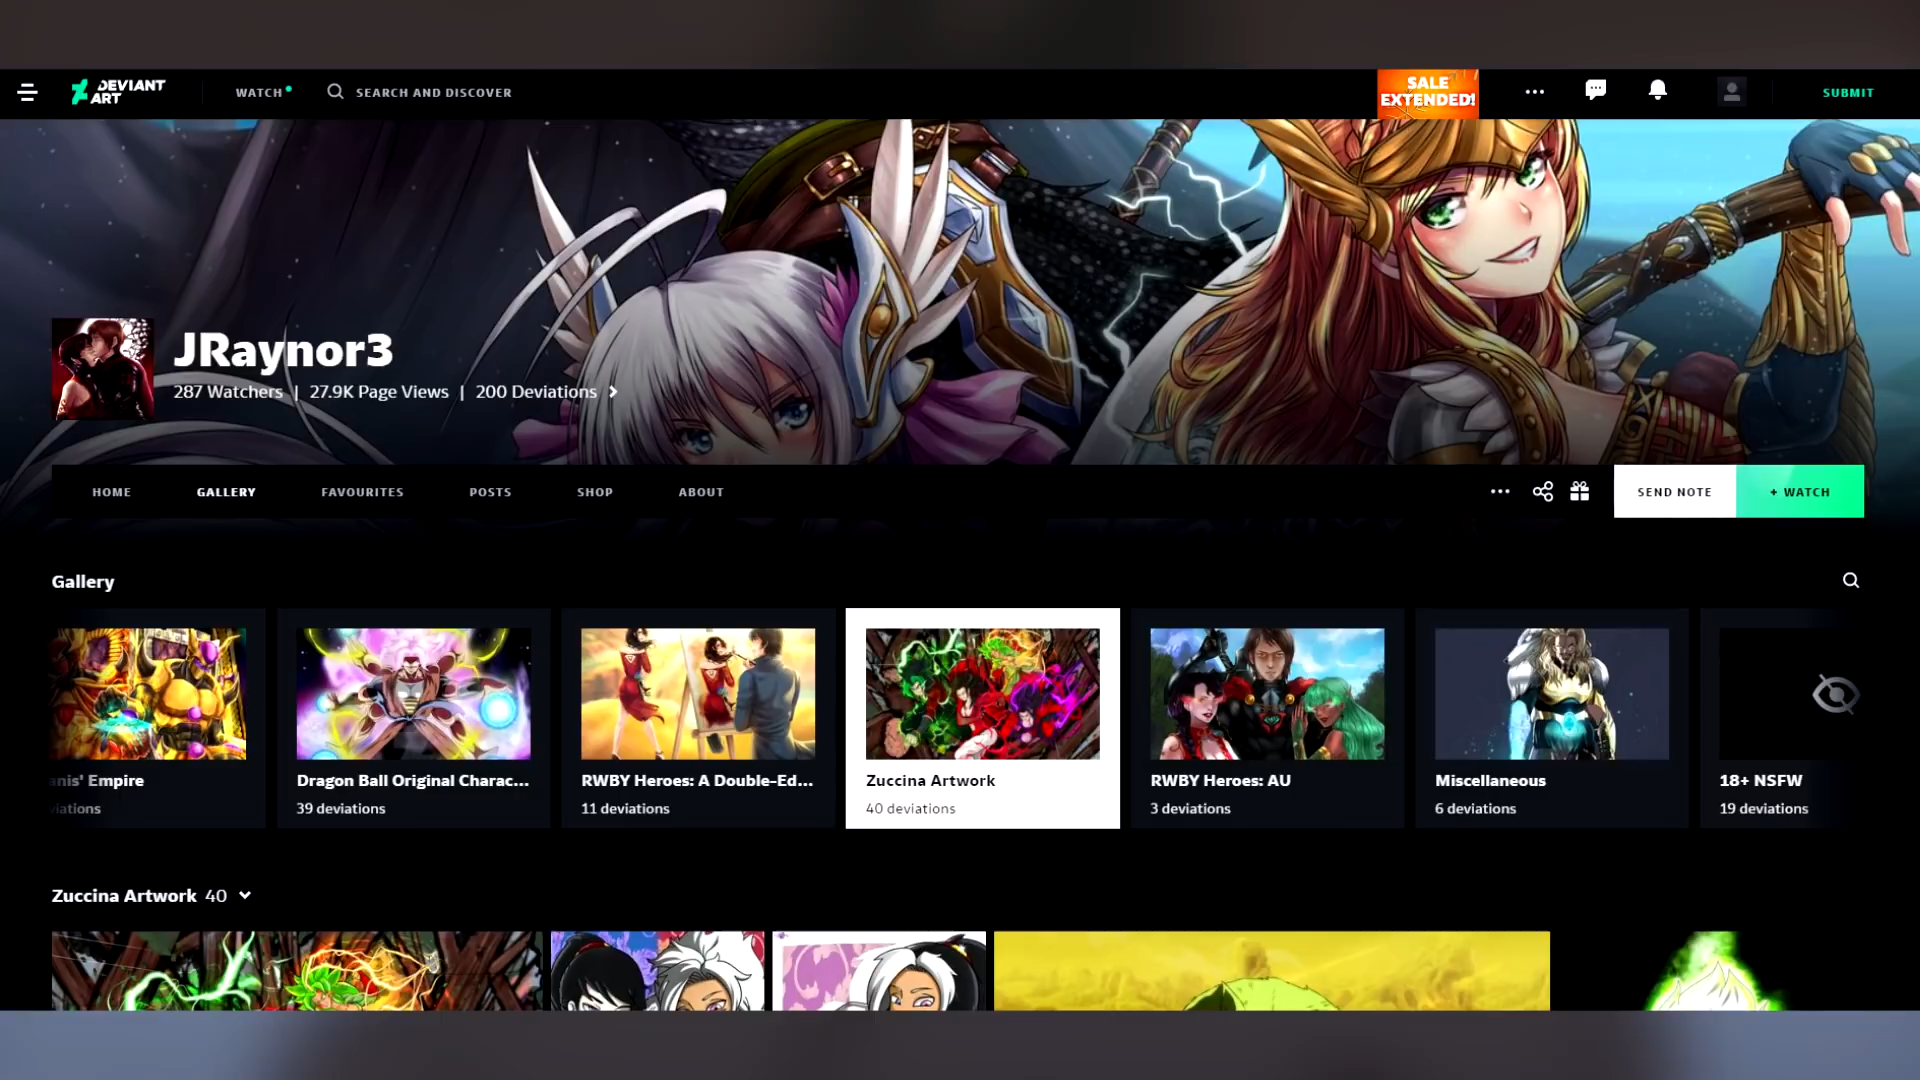 DEVIANT
ART
WATCH
SEARCH AND DISCOVER
SALE
EXTENDED!
SUBMIT
JRaynor3
287 Watchers | 27.9K Page Views | 200 Deviations
HOME
GALLERY
FAVOURITES
POSTS
SHOP
ABOUT
SEND NOTE
+ WATCH
Gallery
anis' Empire
iations
Dragon Ball Original Charac...
39 deviations
RWBY Heroes: A Double-Ed...
11 deviations
Zuccina Artwork
40 deviations
RWBY Heroes: AU
3 deviations
Miscellaneous
6 deviations
18+ NSFW
19 deviations
Zuccina Artwork 40